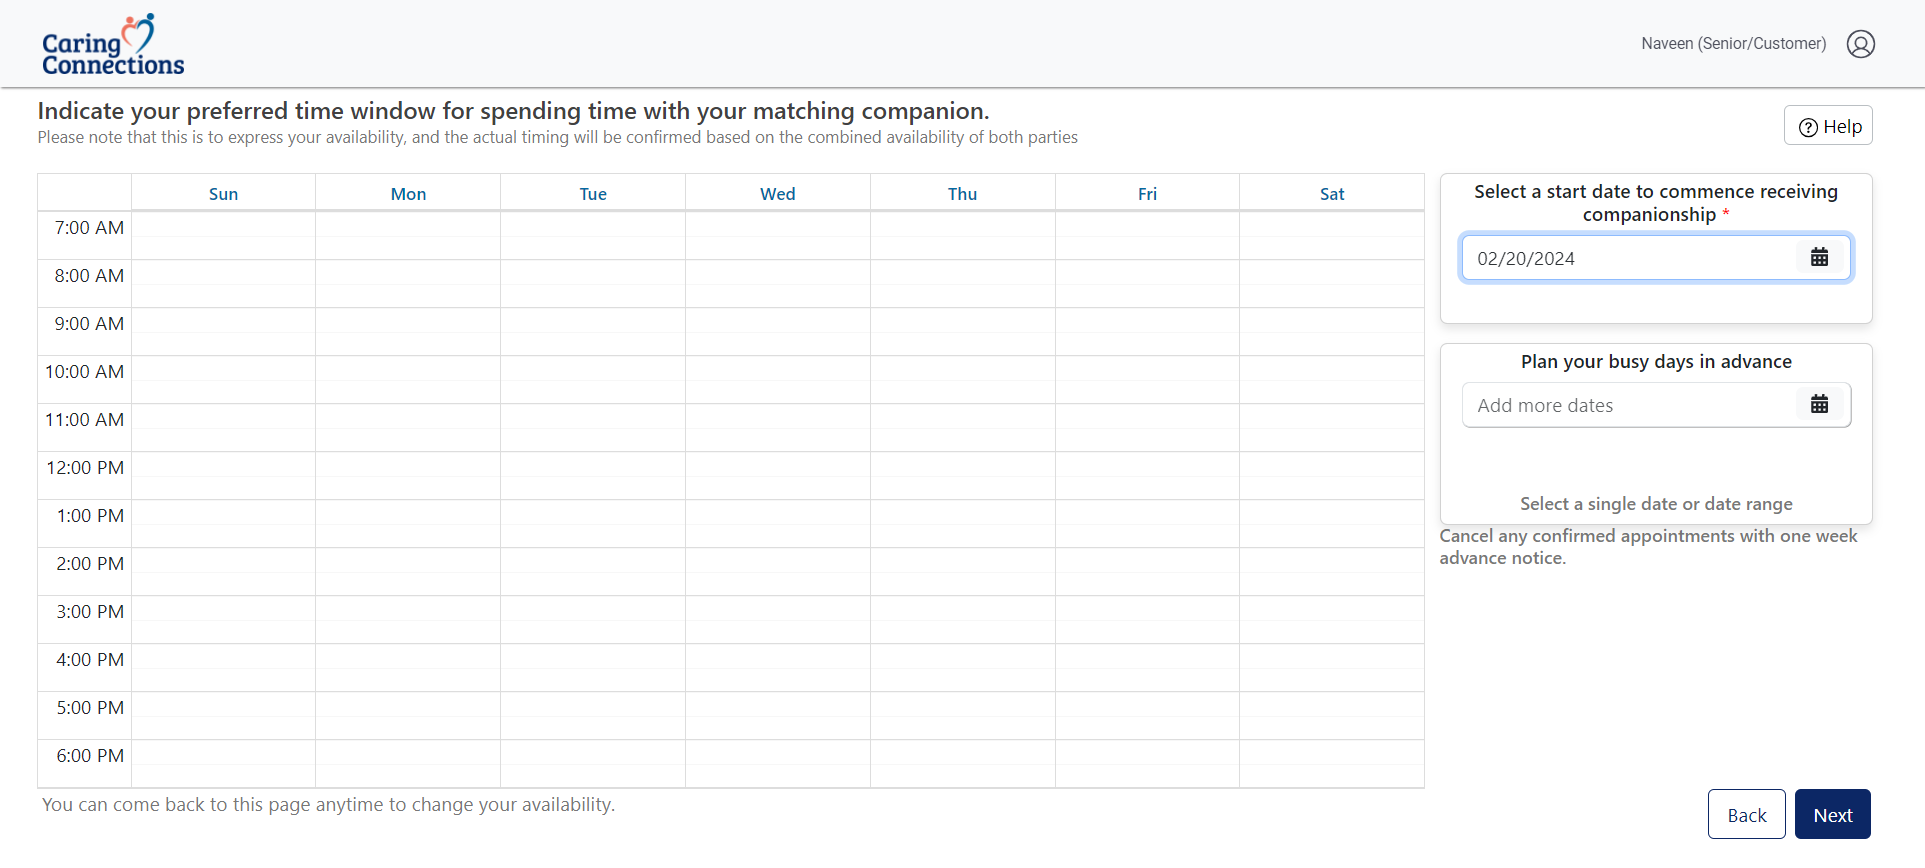 Caring
Connections
Naveen (Senior/Customer)
Indicate your preferred time window for spending time with your matching companion.
Please note that this is to express your availability, and the actual timing will be confirmed based on the combined availability of both parties
Help
Sun Mon Tue Wed Thu Fri Sat
7:00 AM
8:00 AM
9:00 AM
10:00 AM
11:00 AM
12:00 PM
1:00 PM
2:00 PM
3:00 PM
4:00 PM
5:00 PM
6:00 PM
You can come back to this page anytime to change your availability.
Select a start date to commence receiving
companionship *
02/20/2024
Plan your busy days in advance
Add more dates
Select a single date or date range
Cancel any confirmed appointments with one week
advance notice.
Back
Next